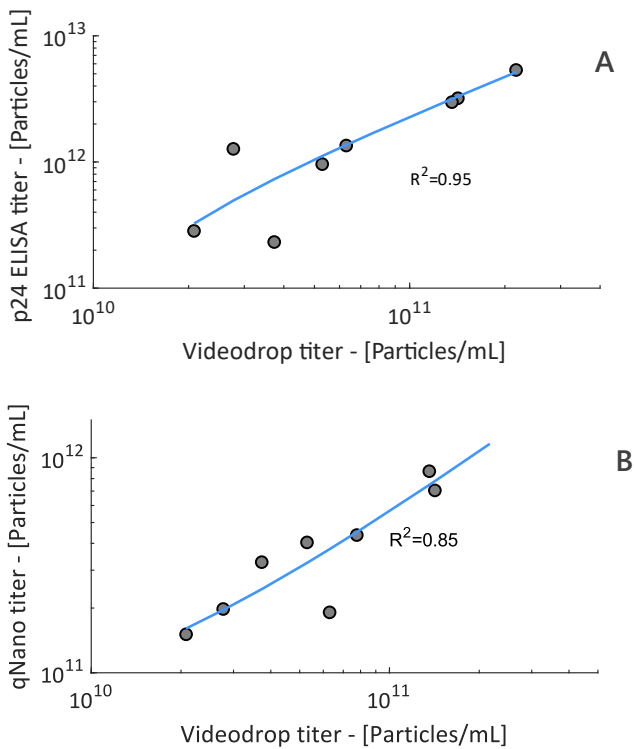 p24 ELISA titer - [Particles/mL]
10^13
10^12
10^11
A
R^2=0.95
10^10
10^11
Videodrop titer - [Particles/mL]
qNano titer - [Particles/mL]
10^12
10^11
B
R^2=0.85
10^10
10^11
Videodrop titer - [Particles/mL]